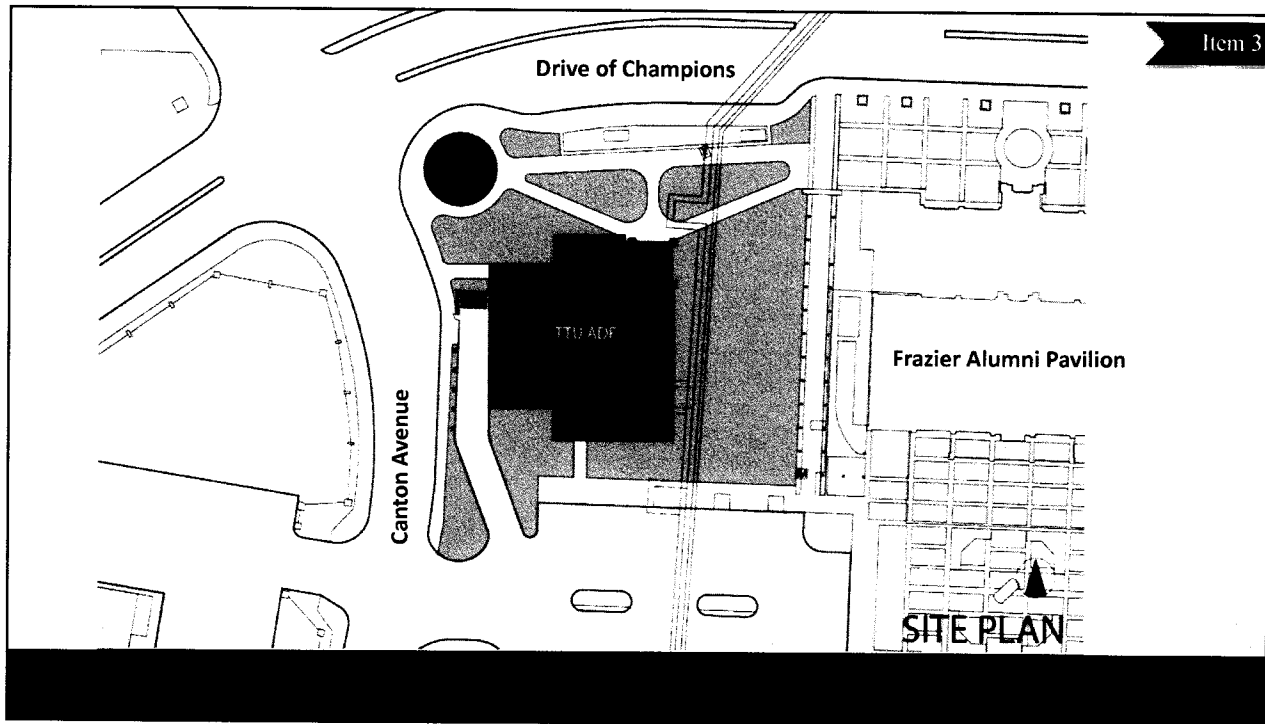 Item 3
Drive of Champions
TTU ADF
Frazier Alumni Pavilion
Canton Avenue
SITE PLAN